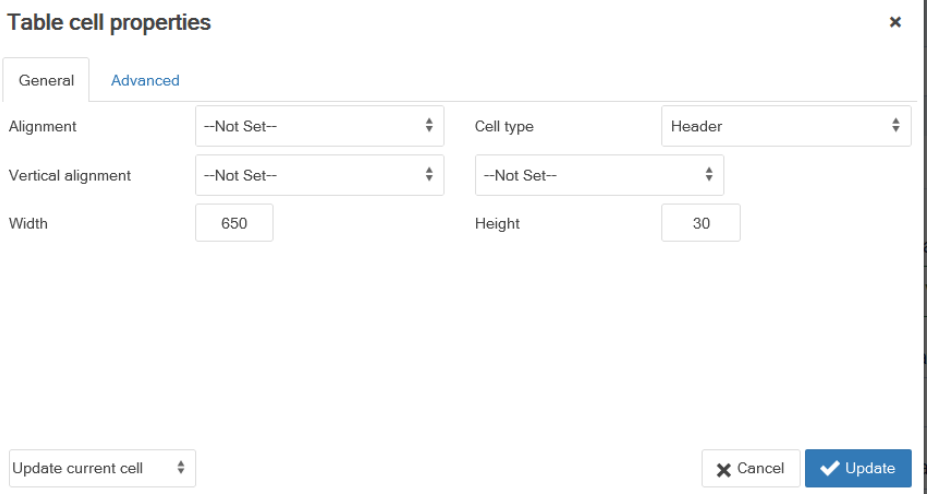 Table cell properties
General Advanced
Alignment --Not Set-- Cell type Header
Vertical alignment --Not Set-- --Not Set--
Width 650 Height 30
Update current cell Cancel Update